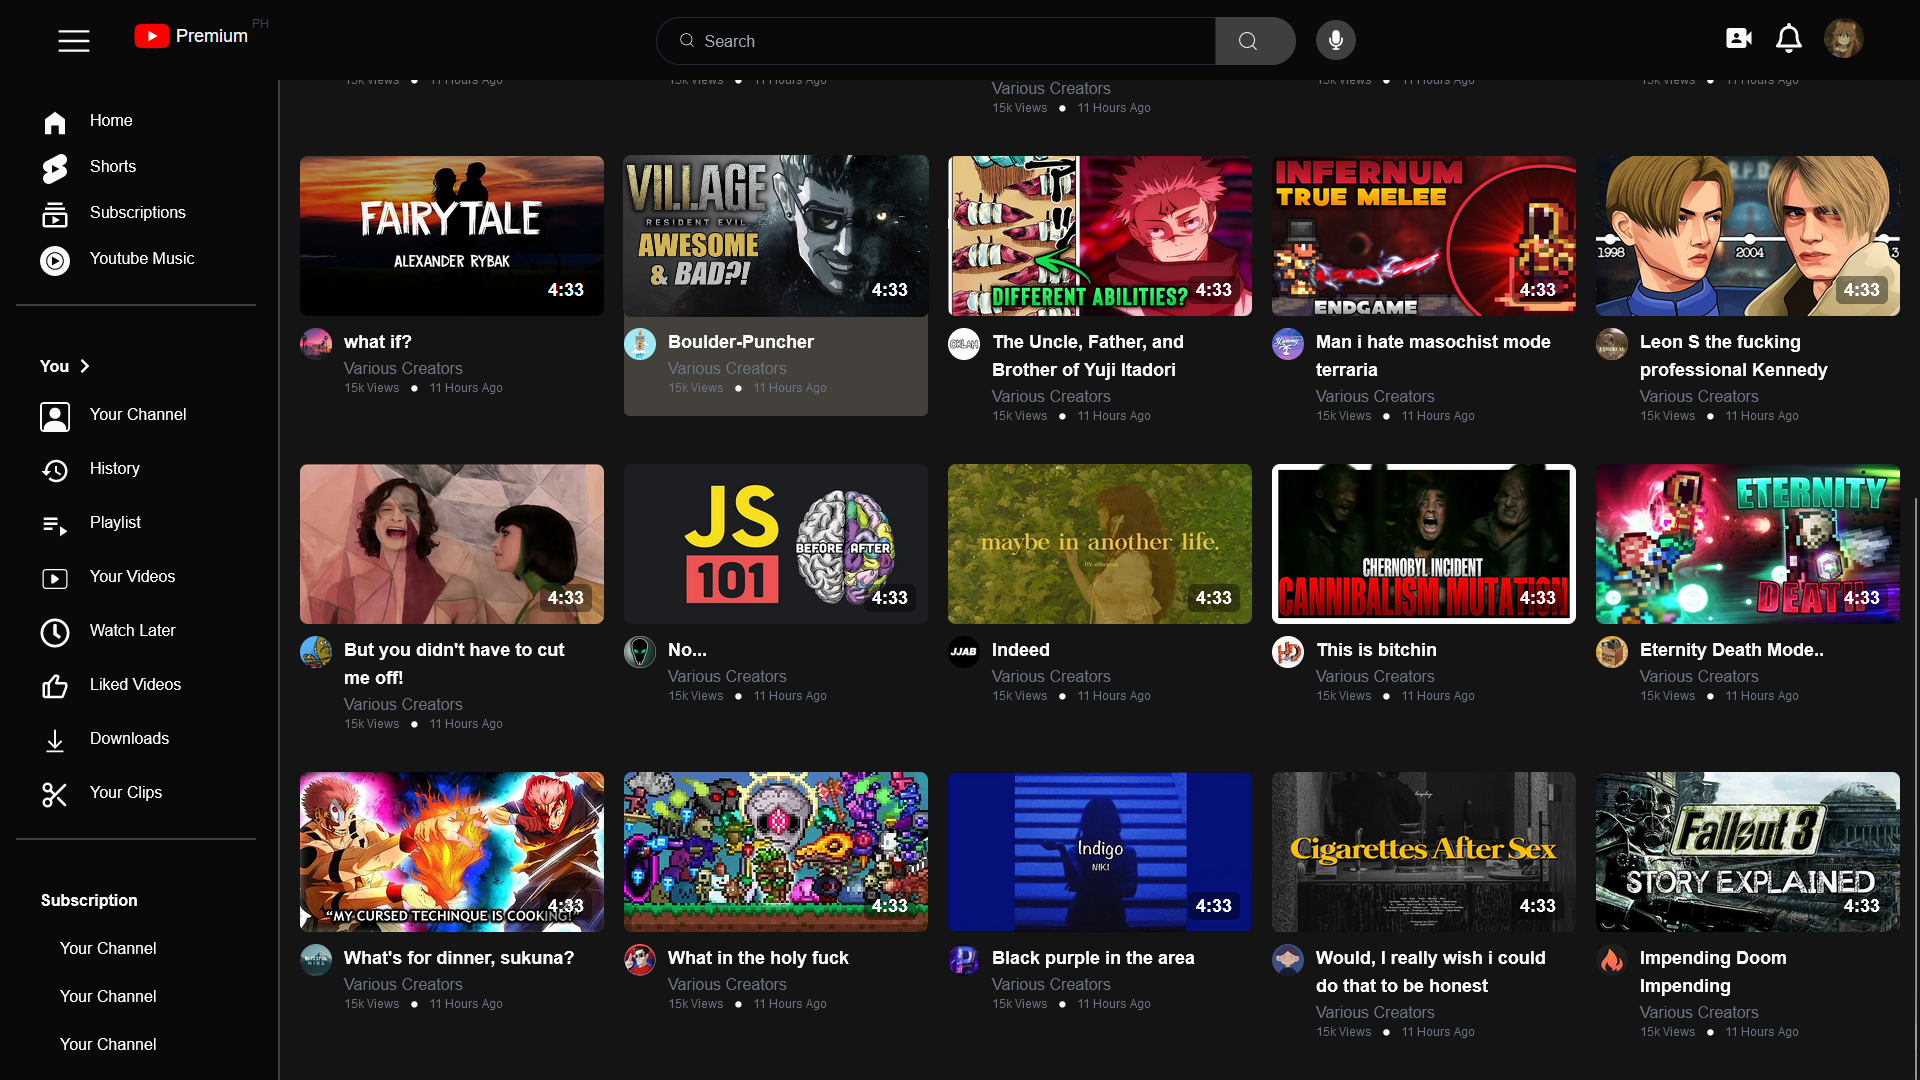 PH
Premium
Search
15k Views 11 Hours Ago
15k Views 11 Hours Ago
Various Creators
15k Views 11 Hours Ago
15k Views 11 Hours Ago
15k Views 11 Hours Ago
Home
Shorts
Subscriptions
Youtube Music
You
Your Channel
History
Playlist
Your Videos
Watch Later
Liked Videos
Downloads
Your Clips
Subscription
Your Channel
Your Channel
Your Channel
FAIRYTALE
ALEXANDER RYBAK
4:33
what if?
Various Creators
15k Views 11 Hours Ago
VILLAGE
RESIDENT EVIL
AWESOME
& BAD?!
4:33
Boulder-Puncher
Various Creators
15k Views 11 Hours Ago
DIFFERENT ABILITIES?
4:33
OKLAH
The Uncle, Father, and
Brother of Yuji Itadori
Various Creators
15k Views 11 Hours Ago
INFERNUM
TRUE MELEE
ENDGAME
4:33
Man i hate masochist mode
terraria
Various Creators
15k Views 11 Hours Ago
R.P.D
1998
2004
4:33
Leon S the fucking
professional Kennedy
Various Creators
15k Views 11 Hours Ago
4:33
But you didn't have to cut
me off!
Various Creators
15k Views 11 Hours Ago
JS
101
BEFORE AFTER
4:33
No...
Various Creators
15k Views 11 Hours Ago
maybe in another life.
4:33
JJAB
Indeed
Various Creators
15k Views 11 Hours Ago
CHERNOBYL INCIDENT
CANNIBALISM MUTATION
4:33
This is bitchin
Various Creators
15k Views 11 Hours Ago
ETERNITY
DEATH
4:33
Eternity Death Mode..
Various Creators
15k Views 11 Hours Ago
"MY CURSED TECHINQUE IS COOKING!"
4:33
What's for dinner, sukuna?
Various Creators
15k Views 11 Hours Ago
4:33
What in the holy fuck
Various Creators
15k Views 11 Hours Ago
Indigo
NIKI
4:33
Black purple in the area
Various Creators
15k Views 11 Hours Ago
Cigarettes After Sex
4:33
Would, I really wish i could
do that to be honest
Various Creators
15k Views 11 Hours Ago
Fallout 3
STORY EXPLAINED
4:33
Impending Doom
Impending
Various Creators
15k Views 11 Hours Ago